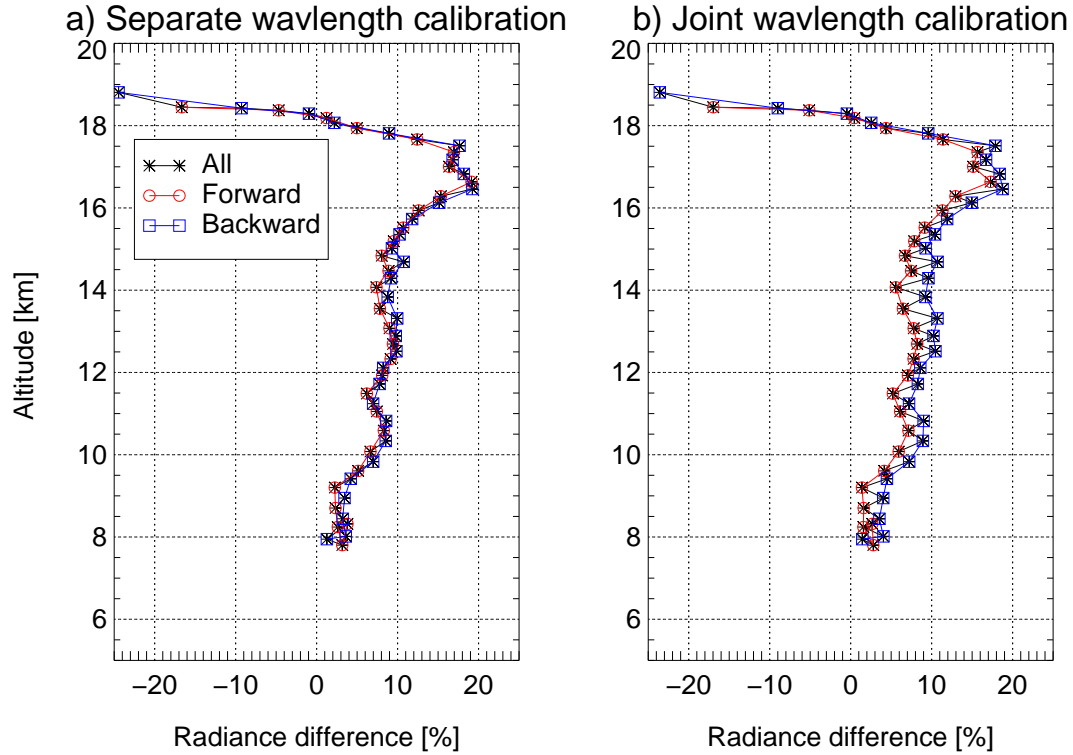 a) Separate wavlength calibration
b) Joint wavlength calibration
20
18
16
14
12
10
8
6
Altitude [km]
All
Forward
Backward
−20 −10 0 10 20
Radiance difference [%]
20
18
16
14
12
10
8
6
−20 −10 0 10 20
Radiance difference [%]